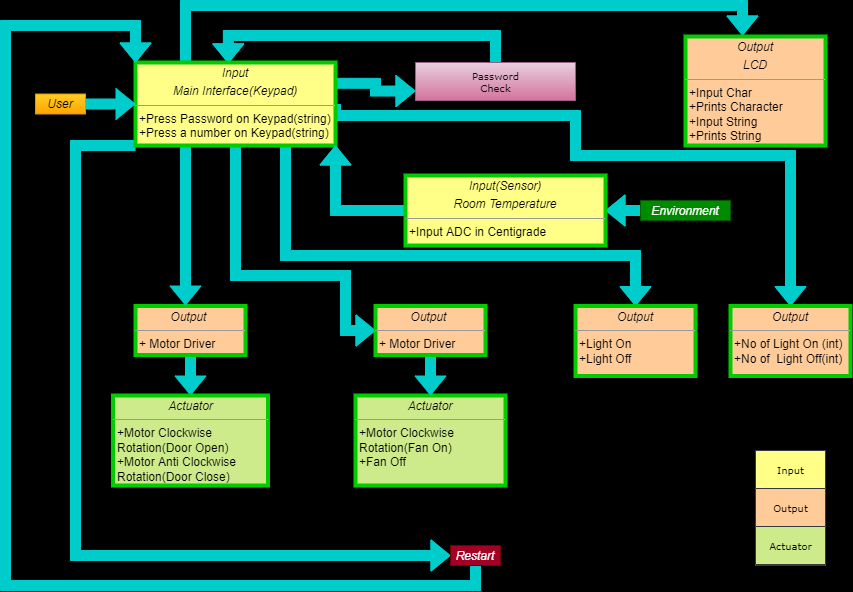 Output
LCD
+Input Char
+Prints Character
+Input String
+Prints String
Input
Main Interface(Keypad)
+Press Password on Keypad(string)
+Press a number on Keypad(string)
Password
Check
User
Input(Sensor)
Room Temperature
+Input ADC in Centigrade
Environment
Output
+ Motor Driver
Output
+ Motor Driver
Output
+Light On
+Light Off
Output
+No of Light On (int)
+No of Light Off(int)
Actuator
+Motor Clockwise
Rotation(Door Open)
+Motor Anti Clockwise
Rotation(Door Close)
Actuator
+Motor Clockwise
Rotation(Fan On)
+Fan Off
Input
Output
Actuator
Restart